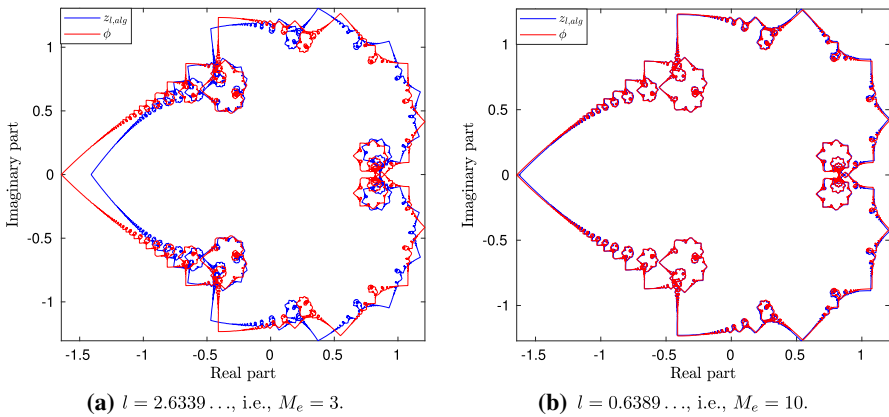 z_{l,alg}
ϕ
1
0.5
0
-0.5
-1
-1.5
-1
-0.5
0
0.5
1
Imaginary part
Real part
(a) l = 2.6339 . . ., i.e., M_e = 3.
z_{l,alg}
ϕ
1
0.5
0
-0.5
-1
-1.5
-1
-0.5
0
0.5
1
Imaginary part
Real part
(b) l = 0.6389 . . ., i.e., M_e = 10.